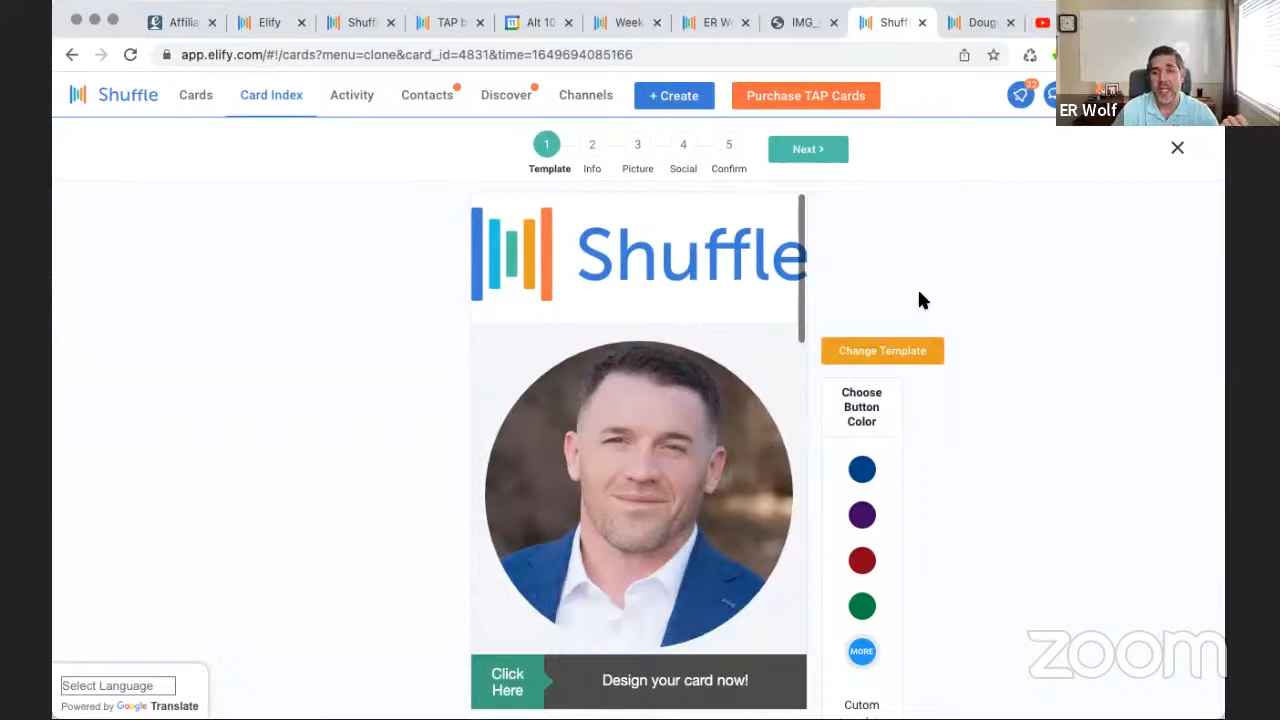 Affilia
Elify
Shuffl
TAP b
Alt 10
Week
ER W
IMG_
Shuff
Doug
app.elify.com/#!/cards?menu=clone&card_id=4831&time=1649694085166
Shuffle
Cards
Card Index
Activity
Contacts
Discover
Channels
+ Create
Purchase TAP Cards
ER Wolf
1
2
3
4
5
Next >
Template
Info
Picture
Social
Confirm
Shuffle
Change Template
Choose
Button
Color
MORE
Cutom
Click
Here
Design your card now!
Select Language
Powered by Google Translate
zoom